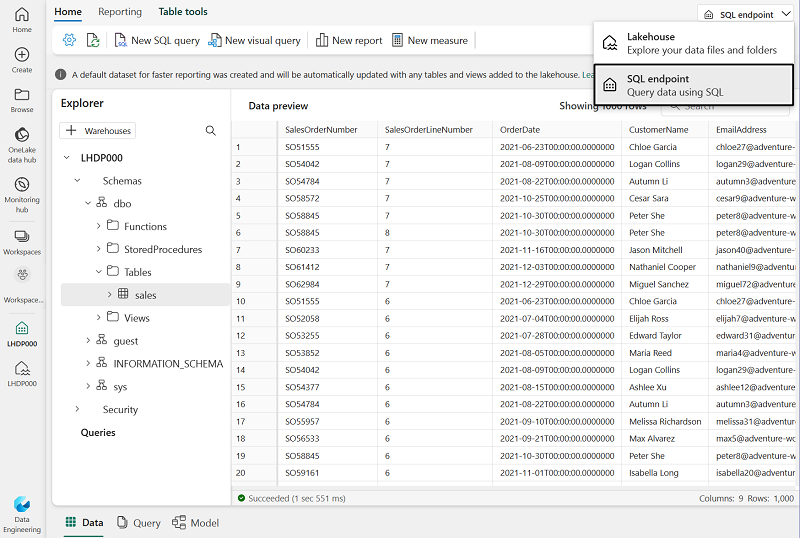 Home
Reporting
Table tools
SQL endpoint
New SQL query
New visual query
New report
New measure
Lakehouse
Explore your data files and folders
SQL endpoint
Query data using SQL
A default dataset for faster reporting was created and will be automatically updated with any tables and views added to the lakehouse.
Home
Create
Browse
OneLake
data hub
Monitoring
hub
Workspaces
Workspace...
LHDP000
LHDP000
Data
Engineering
Explorer
Warehouses
LHDP000
Schemas
dbo
Functions
StoredProcedures
Tables
sales
Views
guest
INFORMATION_SCHEMA
sys
Security
Queries
Data preview
Showing 1000 rows
Search
SalesOrderNumber SalesOrderLineNumber OrderDate CustomerName EmailAddress
1 SO51555 7 2021-06-23T00:00:00.0000000 Chloe Garcia chloe27@adventure-
2 SO54042 7 2021-08-09T00:00:00.0000000 Logan Collins logan29@adventure-
3 SO54784 7 2021-08-22T00:00:00.0000000 Autumn Li autumn3@adventure-
4 SO58572 7 2021-10-25T00:00:00.0000000 Cesar Sara cesar9@adventure-w
5 SO58845 7 2021-10-30T00:00:00.0000000 Peter She peter8@adventure-w
6 SO58845 8 2021-10-30T00:00:00.0000000 Peter She peter8@adventure-w
7 SO60233 7 2021-11-16T00:00:00.0000000 Jason Mitchell jason40@adventure-
8 SO61412 7 2021-12-03T00:00:00.0000000 Nathaniel Cooper nathaniel9@adventu
9 SO62984 7 2021-12-29T00:00:00.0000000 Miguel Sanchez miguel72@adventur
10 SO51555 6 2021-06-23T00:00:00.0000000 Chloe Garcia chloe27@adventure-
11 SO52058 6 2021-07-04T00:00:00.0000000 Elijah Ross elijah7@adventure-w
12 SO53255 6 2021-07-28T00:00:00.0000000 Edward Taylor edward31@adventur
13 SO53852 6 2021-08-05T00:00:00.0000000 Maria Reed maria4@adventure-w
14 SO54042 6 2021-08-09T00:00:00.0000000 Logan Collins logan29@adventure-
15 SO54377 6 2021-08-15T00:00:00.0000000 Ashlee Xu ashlee12@adventure
16 SO54784 6 2021-08-22T00:00:00.0000000 Autumn Li autumn3@adventure-
17 SO55957 6 2021-09-10T00:00:00.0000000 Melissa Richardson melissa31@adventur
18 SO56533 6 2021-09-21T00:00:00.0000000 Max Alvarez max5@adventure-wo
19 SO58845 6 2021-10-30T00:00:00.0000000 Peter She peter8@adventure-w
20 SO59161 6 2021-11-01T00:00:00.0000000 Isabella Long isabella20@adventur
Succeeded (1 sec 551 ms)
Columns: 9 Rows: 1,000
Data
Query
Model